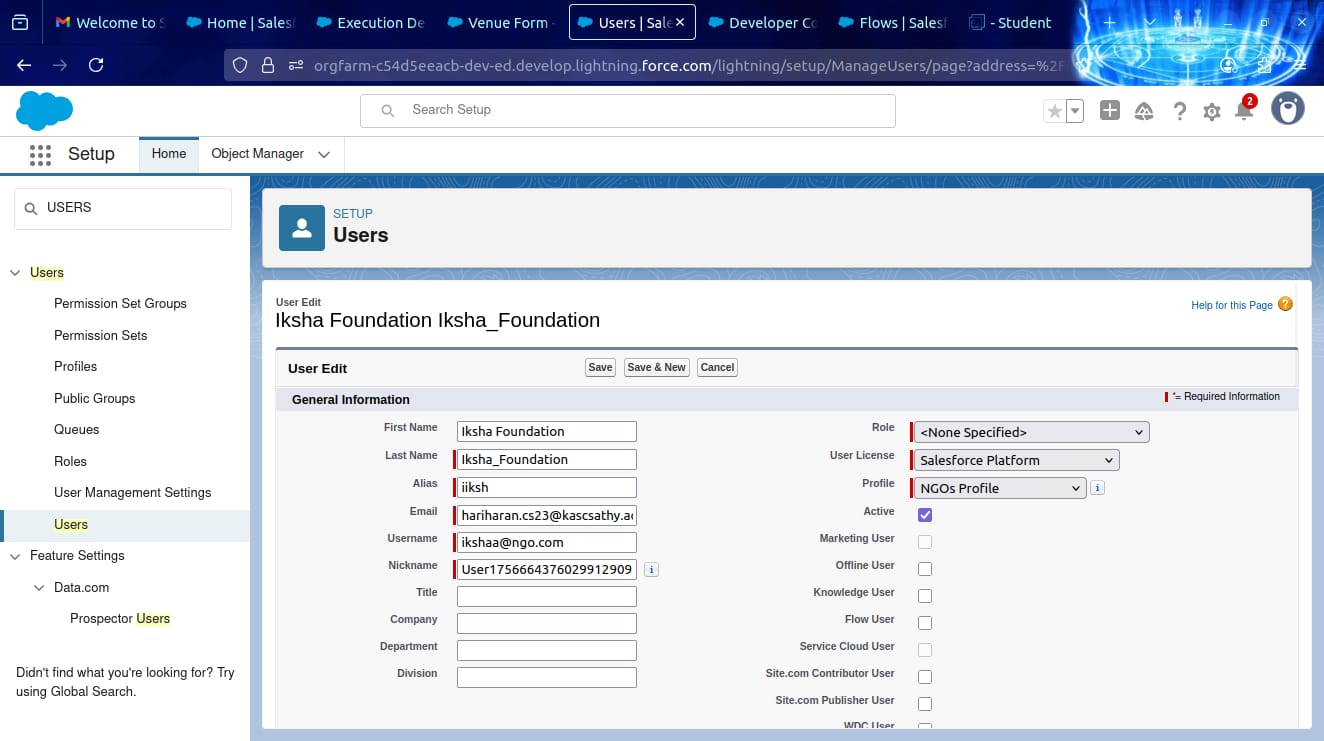 Welcome to S
Home | Salesf
Execution De
Venue Form -
Users | Sale
Developer Co
Flows | Salesf
- Student
orgfarm-c54d5eeacb-dev-ed.develop.lightning.force.com/lightning/setup/ManageUsers/page?address=%2F
Search Setup
2
Setup
Home
Object Manager
USERS
SETUP
Users
Users
Permission Set Groups
Permission Sets
Profiles
Public Groups
Queues
Roles
User Management Settings
Users
Feature Settings
Data.com
Prospector Users
Didn't find what you're looking for? Try
using Global Search.
User Edit
Iksha Foundation Iksha_Foundation
Help for this Page ?
User Edit
Save
Save & New
Cancel
General Information
*= Required Information
First Name Iksha Foundation
Last Name Iksha_Foundation
Alias iiksh
Email hariharan.cs23@kascsathy.a
Username ikshaa@ngo.com
Nickname User1756664376029912909 i
Title
Company
Department
Division
Role <None Specified>
User License Salesforce Platform
Profile NGOs Profile i
Active
Marketing User
Offline User
Knowledge User
Flow User
Service Cloud User
Site.com Contributor User
Site.com Publisher User
WDC User